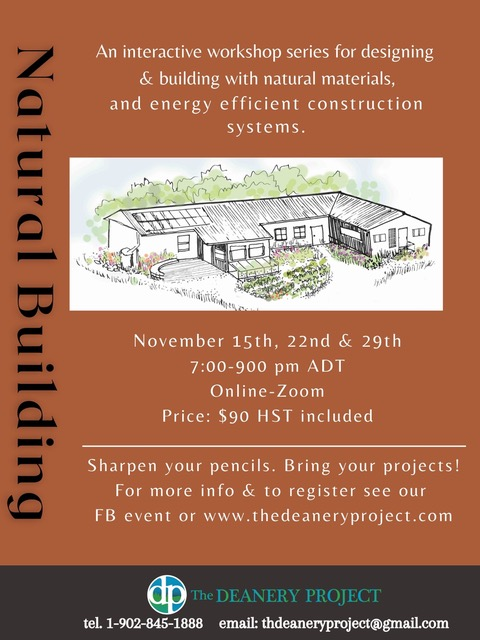 Natural Building
An interactive workshop series for designing
& building with natural materials,
and energy efficient construction
systems.
November 15th, 22nd & 29th
7:00-900 pm ADT
Online-Zoom
Price: $90 HST included
Sharpen your pencils. Bring your projects!
For more info & to register see our
FB event or www.thedeaneryproject.com
dp The DEANERY PROJECT
tel. 1-902-845-1888 email: thdeaneryproject@gmail.com